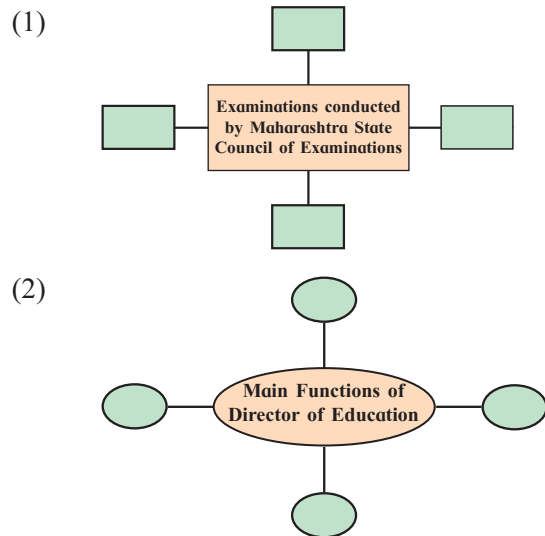 (1)
Examinations conducted
by Maharashtra State
Council of Examinations
(2)
Main Functions of
Director of Education